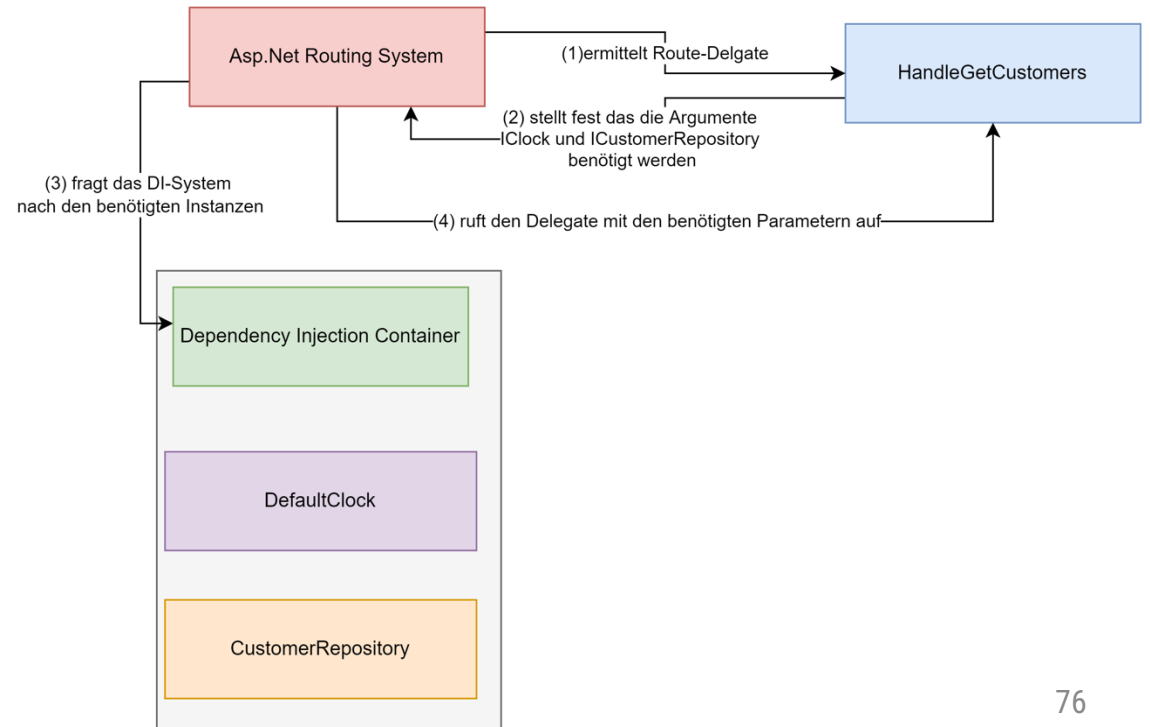 Asp.Net Routing System
(1)ermittelt Route-Delgate
HandleGetCustomers
(2) stellt fest das die Argumente
IClock und ICustomerRepository
benötigt werden
(3) fragt das DI-System
nach den benötigten Instanzen
(4) ruft den Delegate mit den benötigten Parametern auf
Dependency Injection Container
DefaultClock
CustomerRepository
76